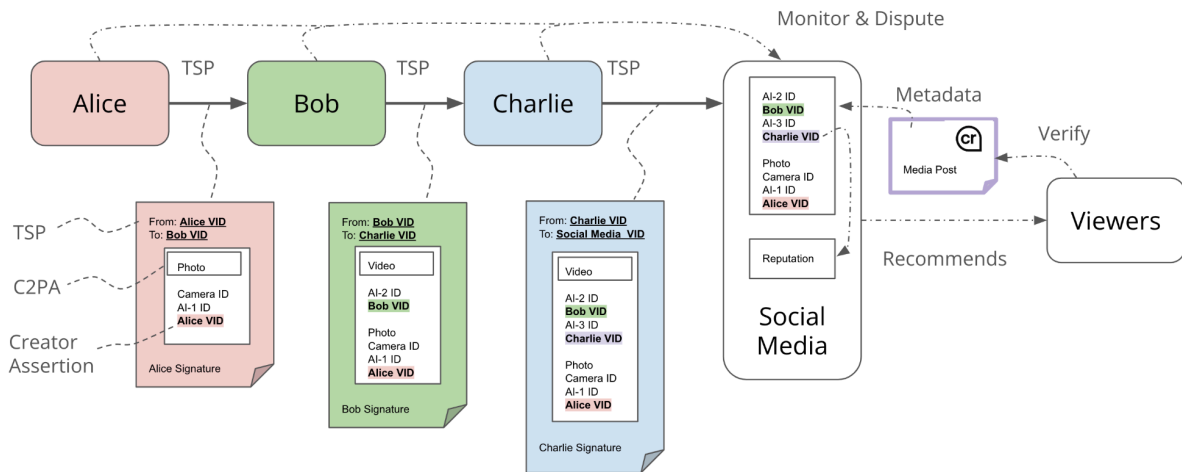 Monitor & Dispute
TSP
TSP
TSP
Alice
Bob
Charlie
AI-2 ID
Bob VID
AI-3 ID
Charlie VID
Photo
Camera ID
AI-1 ID
Alice VID
Reputation
Social
Media
Metadata
cr
Media Post
Verify
Viewers
Recommends
TSP
C2PA
Creator
Assertion
From: Alice VID
To: Bob VID
Photo
Camera ID
AI-1 ID
Alice VID
Alice Signature
From: Bob VID
To: Charlie VID
Video
AI-2 ID
Bob VID
Photo
Camera ID
AI-1 ID
Alice VID
Bob Signature
From: Charlie VID
To: Social Media VID
Video
AI-2 ID
Bob VID
AI-3 ID
Charlie VID
Photo
Camera ID
AI-1 ID
Alice VID
Charlie Signature